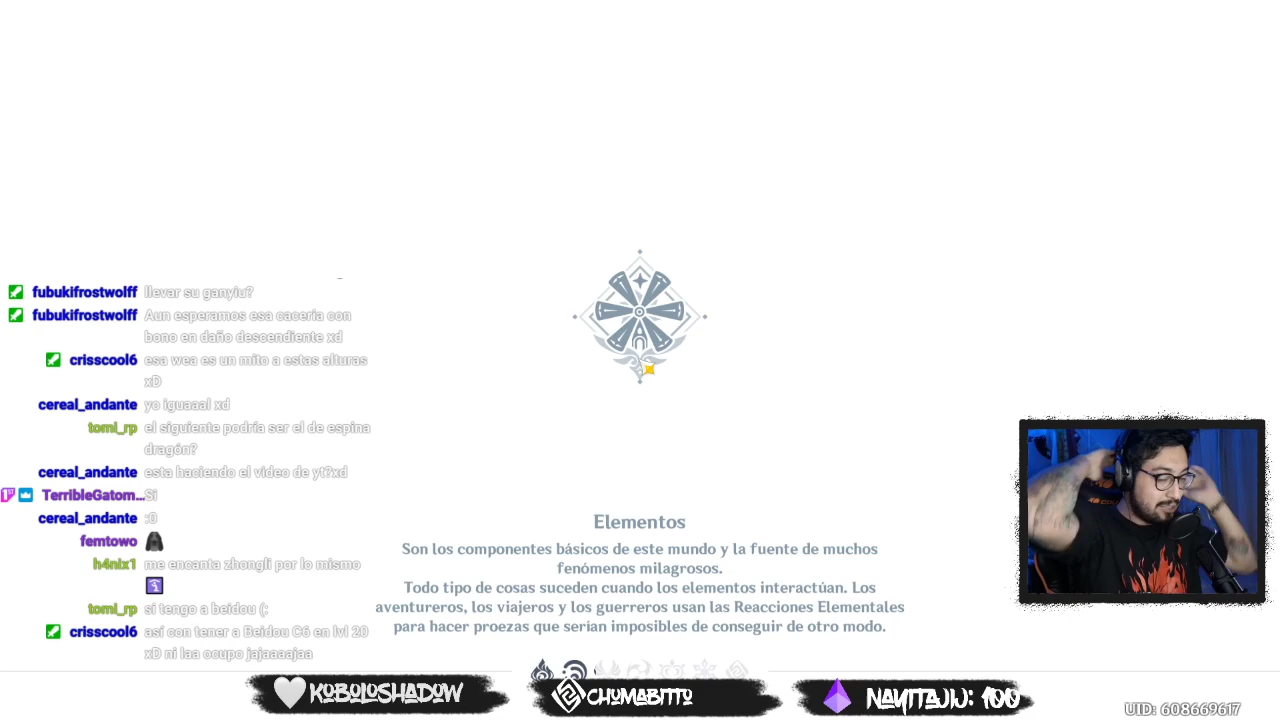 fubukifrostwolff llevar su ganyiu?
fubukifrostwolff Aun esperamos esa caceria con
bono en daño descendiente xd
crisscool6 esa wea es un mito a estas alturas
xD
cereal_andante yo iguaaal xd
tomi_rp el siguiente podría ser el de espina
dragón?
cereal_andante esta haciendo el video de yt?xd
TerribleGatom... Si
cereal_andante :0
femtowo
h4nix1 me encanta zhongli por lo mismo
tomi_rp si tengo a beidou (:
crisscool6 así con tener a Beidou C6 en lvl 20
xD ni laa ocupo jajaaaajaa
Elementos
Son los componentes básicos de este mundo y la fuente de muchos
fenómenos milagrosos.
Todo tipo de cosas suceden cuando los elementos interactúan. Los
aventureros, los viajeros y los guerreros usan las Reacciones Elementales
para hacer proezas que serían imposibles de conseguir de otro modo.
KOBOLOSHADOW
CHUMABITTO
NAYITAJIJ: 100
UID: 608669617